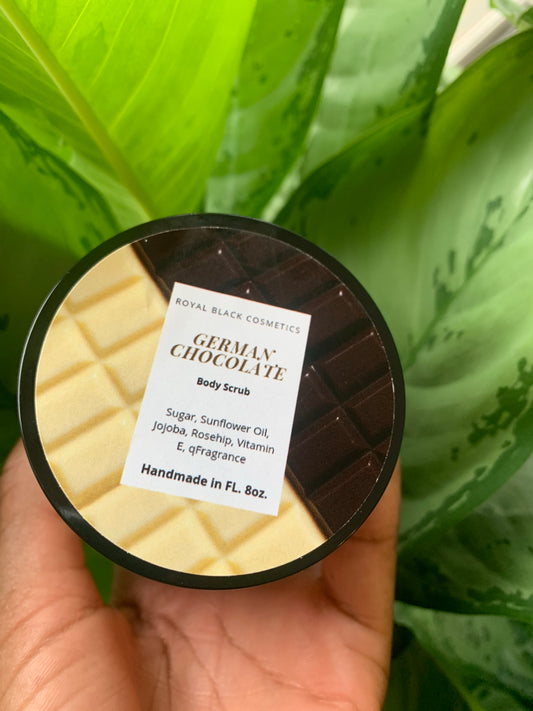 ROYAL BLACK COSMETICS
GERMAN
CHOCOLATE
Body Scrub
Sugar, Sunflower Oil,
Jojoba, Rosehip, Vitamin
E, qFragrance
Handmade in FL. 8oz.